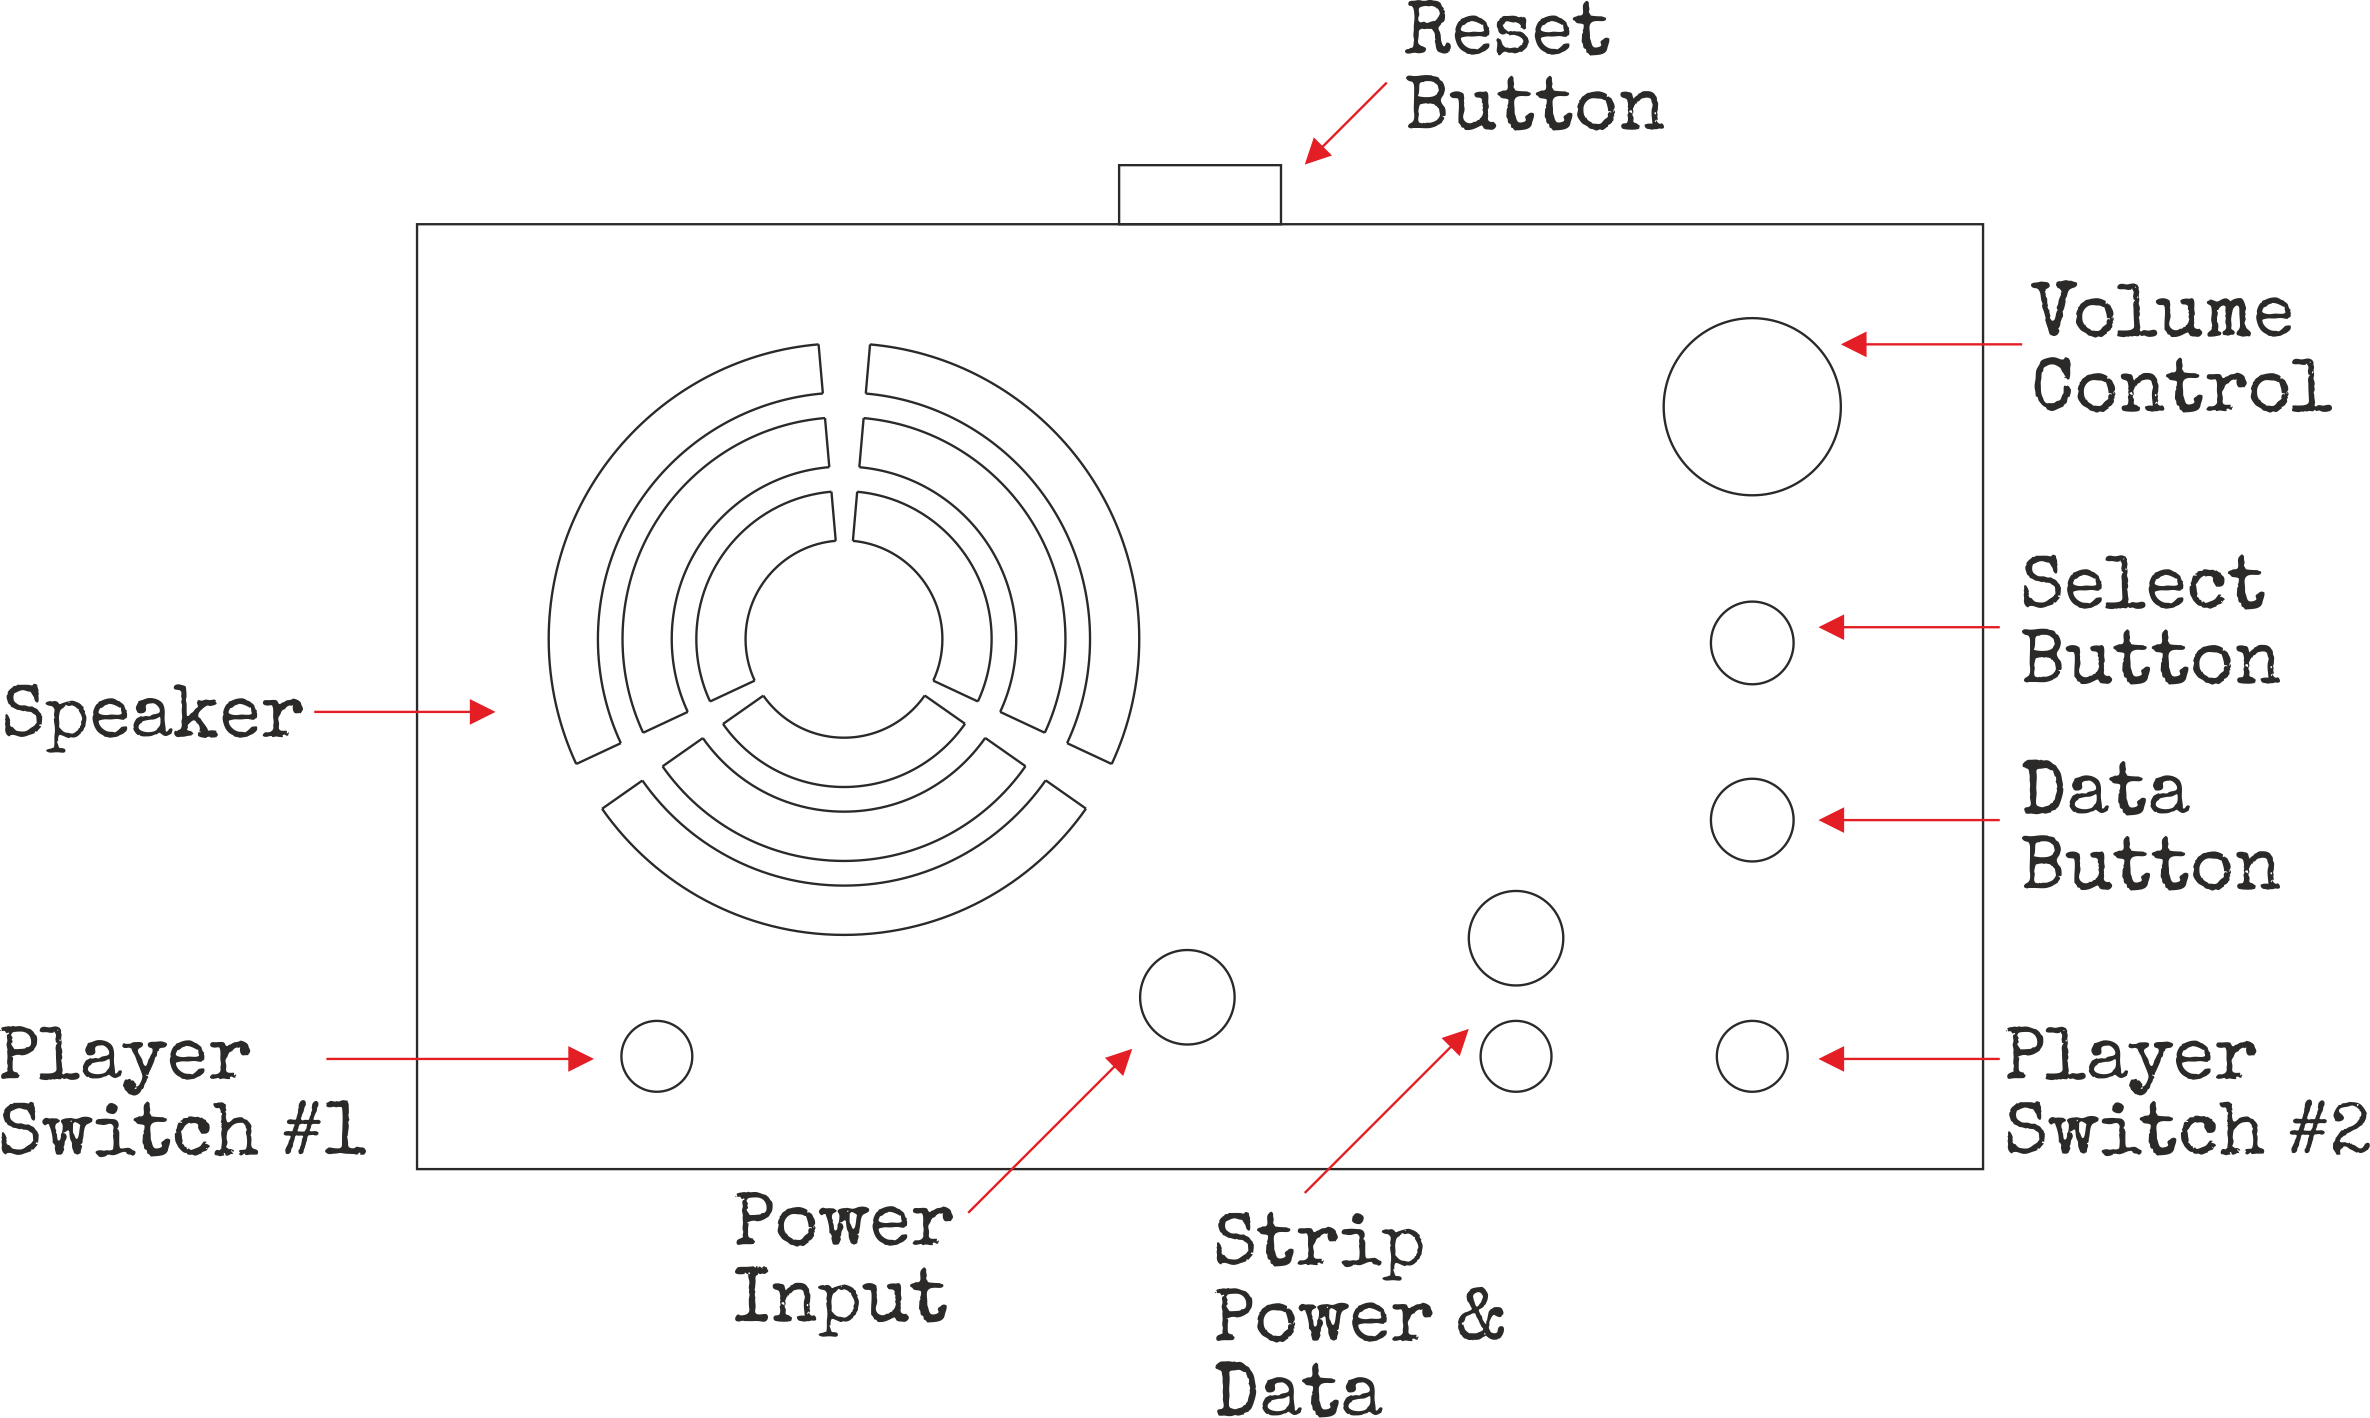 Reset
Button
Volume
Control
Select
Button
Speaker
Data
Button
Player
Switch #1
Player
Switch #2
Power
Input
Strip
Power &
Data